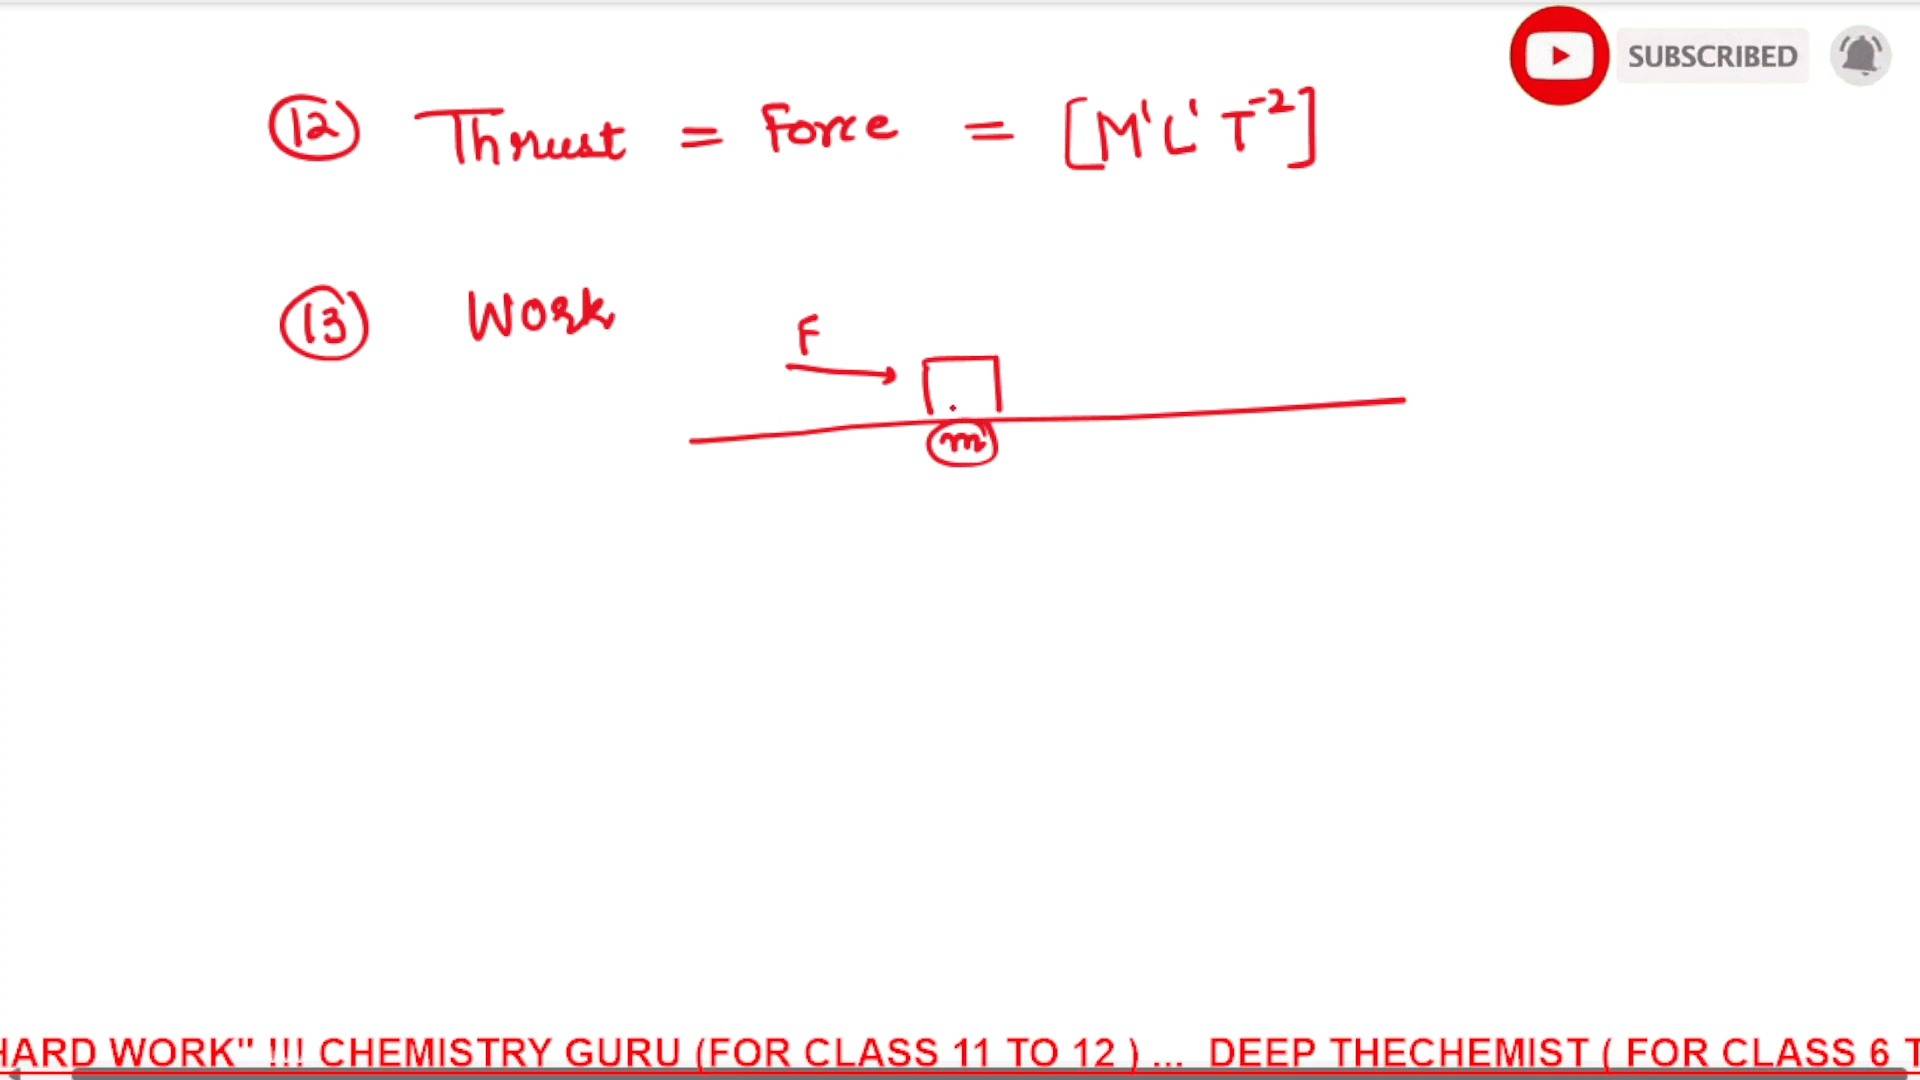 SUBSCRIBED
(12) Thrust = Force = [M¹L¹T⁻²]
(13) Work
F
m
HARD WORK" !!! CHEMISTRY GURU (FOR CLASS 11 TO 12 ) ... DEEP THECHEMIST ( FOR CLASS 6 T